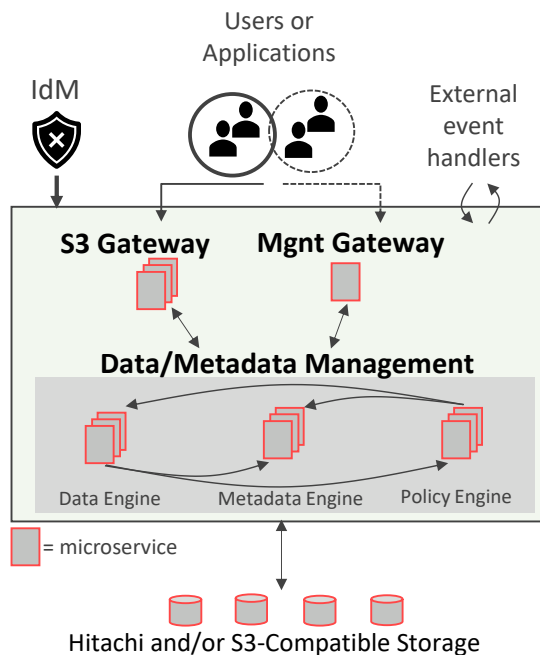 Users or
Applications
IdM
External
event
handlers
S3 Gateway
Mgnt Gateway
Data/Metadata Management
Data Engine
Metadata Engine
Policy Engine
= microservice
Hitachi and/or S3-Compatible Storage